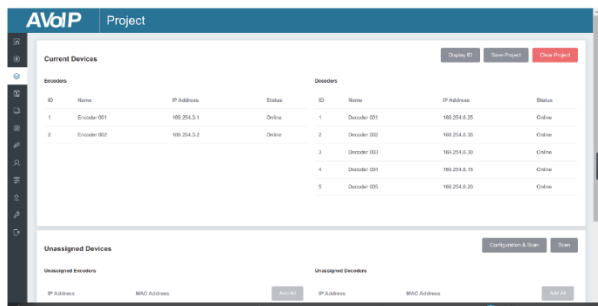 AVoIP Project
Current Devices
Display ID Save Project Clear Project
Encoders
Decoders
ID Name IP Address Status
ID Name IP Address Status
1 Encoder 001 169.254.3.1 Online
1 Decoder 001 169.254.6.25 Online
2 Encoder 002 169.254.3.2 Online
2 Decoder 002 169.254.6.35 Online
3 Decoder 003 169.254.6.30 Online
4 Decoder 004 169.254.6.15 Online
5 Decoder 005 169.254.6.20 Online
Unassigned Devices
Configuration & Scan Scan
Unassigned Encoders
Unassigned Decoders
IP Address MAC Address Add All
IP Address MAC Address Add All